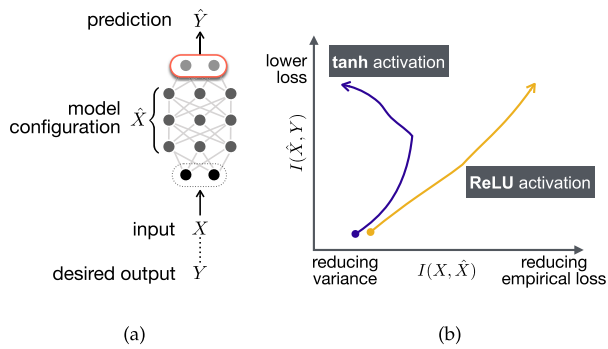 prediction Ŷ
model
configuration X̂
input X
desired output Y
(a)
lower
loss
tanh activation
I(X̂, Y)
ReLU activation
reducing
variance
I(X, X̂)
reducing
empirical loss
(b)